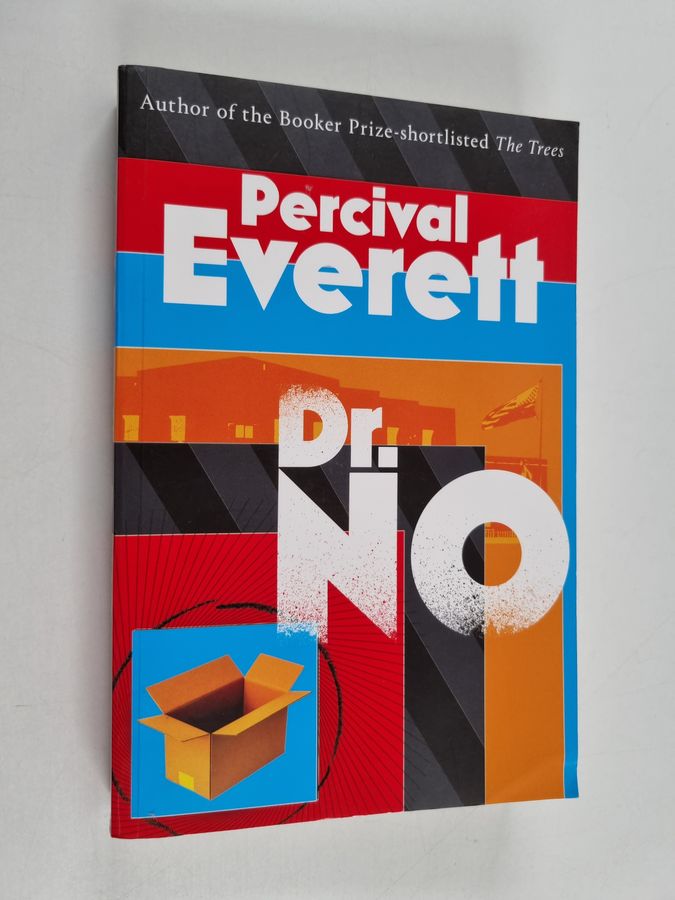 Author of the Booker Prize-shortlisted The Trees
Percival
Everett
Dr.
NO